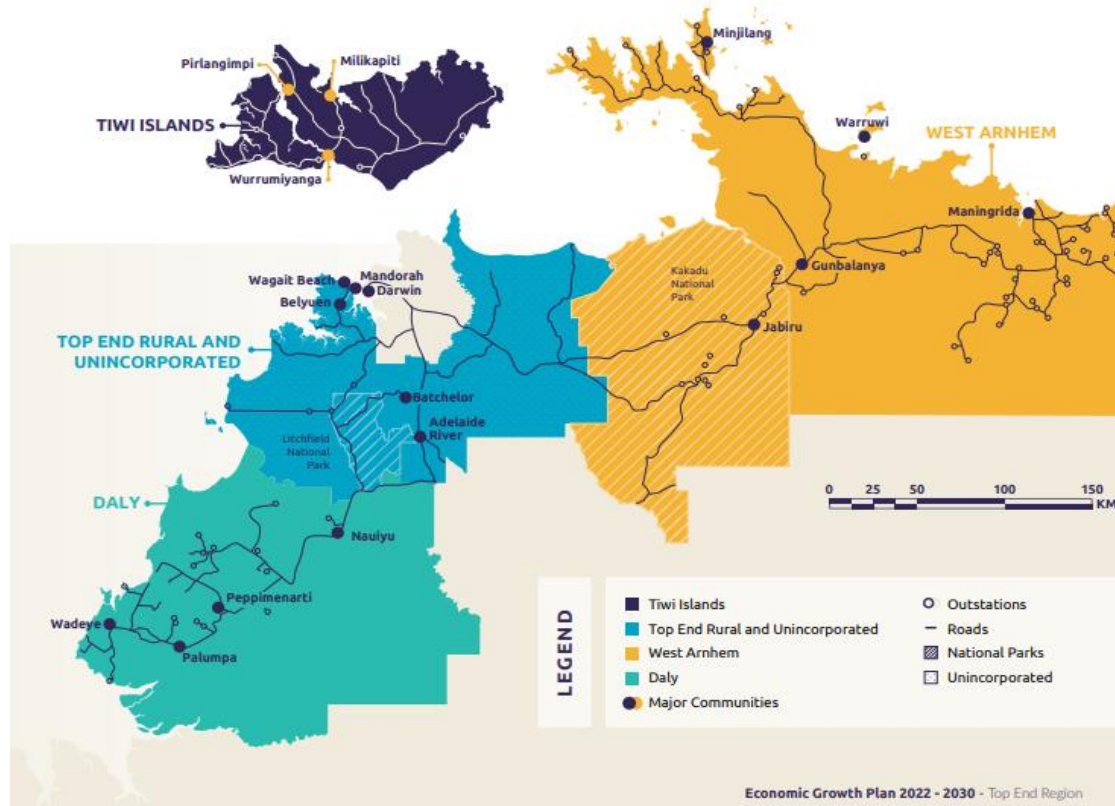 Minjilang
Pirlangimpi
Milikapiti
TIWI ISLANDS
Warruwi
WEST ARNHEM
Wurrumiyanga
Maningrida
Kakadu
National
Park
Gunbalanya
Wagait Beach
Mandorah
Darwin
Belyuen
Jabiru
TOP END RURAL AND
UNINCORPORATED
Batchelor
Adelaide
River
Litchfield
National
Park
DALY
0 25 50 100 150
KM
Nauiyu
Peppimenarti
Wadeye
Palumpa
LEGEND
Tiwi Islands
Top End Rural and Unincorporated
West Arnhem
Daly
Major Communities
Outstations
Roads
National Parks
Unincorporated
Economic Growth Plan 2022 - 2030 - Top End Region